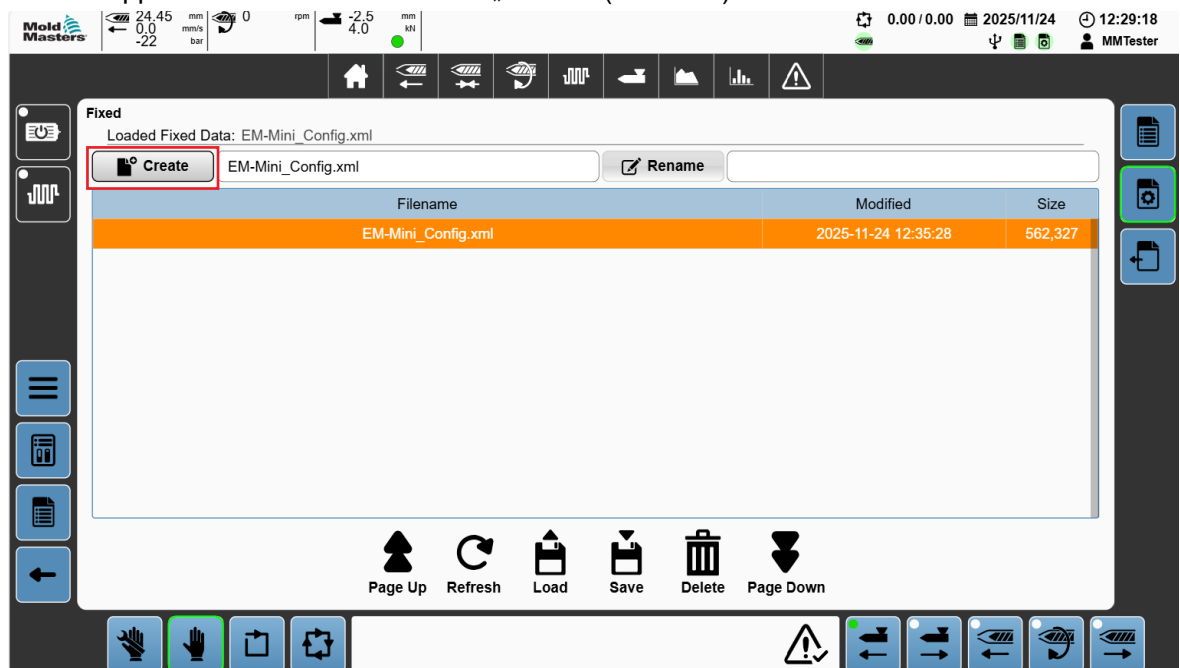 Mold
Masters
24.45 mm
0.0 mm/s
-22 bar
0 rpm
-2.5 mm
4.0 kN
0.00 / 0.00 2025/11/24 12:29:18
MMTester
Fixed
Loaded Fixed Data: EM-Mini_Config.xml
Create EM-Mini_Config.xml Rename
Filename Modified Size
EM-Mini_Config.xml 2025-11-24 12:35:28 562,327
Page Up Refresh Load Save Delete Page Down